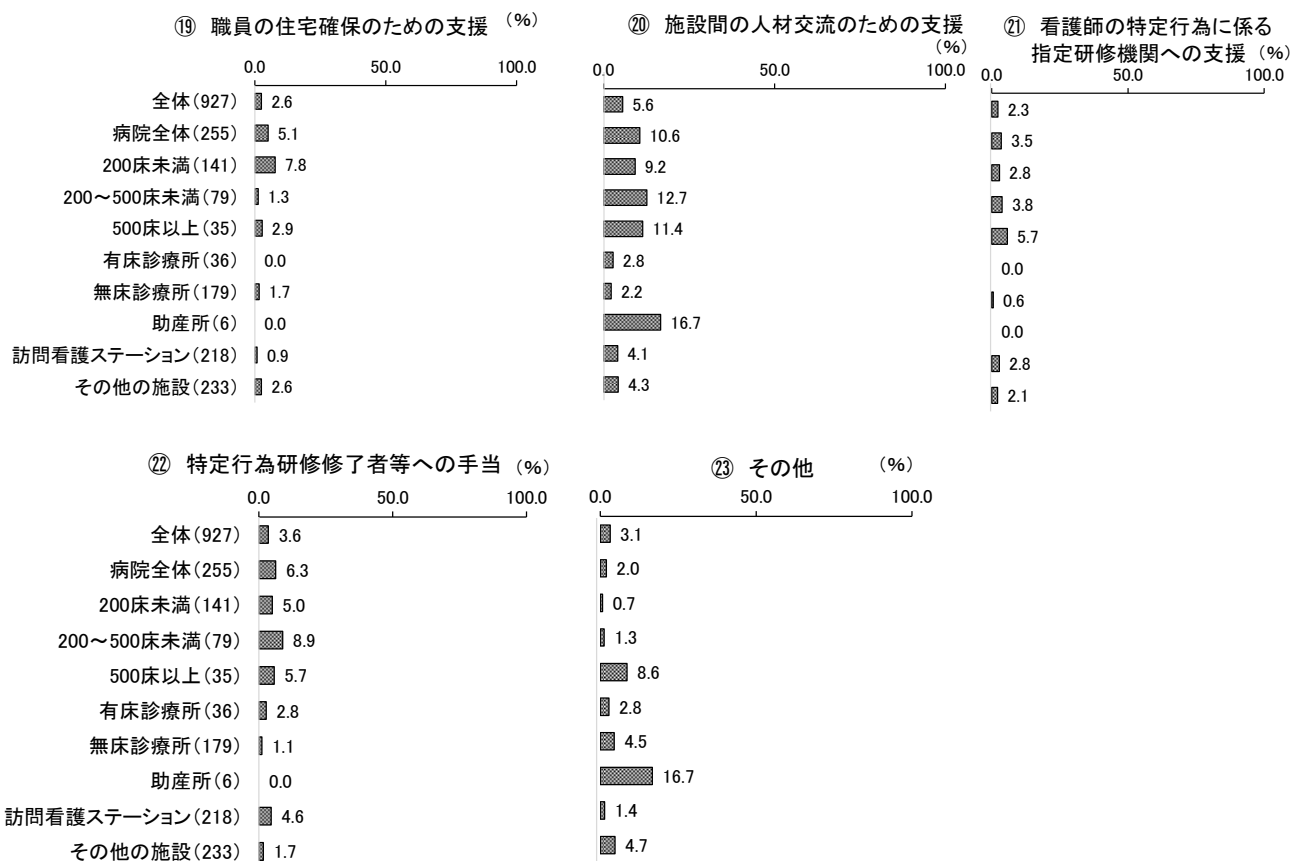 ⑲ 職員の住宅確保のための支援 (%)
0.0 50.0 100.0
全体(927) 2.6
病院全体(255) 5.1
200床未満(141) 7.8
200～500床未満(79) 1.3
500床以上(35) 2.9
有床診療所(36) 0.0
無床診療所(179) 1.7
助産所(6) 0.0
訪問看護ステーション(218) 0.9
その他の施設(233) 2.6
⑳ 施設間の人材交流のための支援
(%)
0.0 50.0 100.0
5.6
10.6
9.2
12.7
11.4
2.8
2.2
16.7
4.1
4.3
㉑ 看護師の特定行為に係る
指定研修機関への支援 (%)
0.0 50.0 100.0
2.3
3.5
2.8
3.8
5.7
0.0
0.6
0.0
2.8
2.1
㉒ 特定行為研修修了者等への手当 (%)
0.0 50.0 100.0
全体(927) 3.6
病院全体(255) 6.3
200床未満(141) 5.0
200～500床未満(79) 8.9
500床以上(35) 5.7
有床診療所(36) 2.8
無床診療所(179) 1.1
助産所(6) 0.0
訪問看護ステーション(218) 4.6
その他の施設(233) 1.7
㉓ その他 (%)
0.0 50.0 100.0
3.1
2.0
0.7
1.3
8.6
2.8
4.5
16.7
1.4
4.7